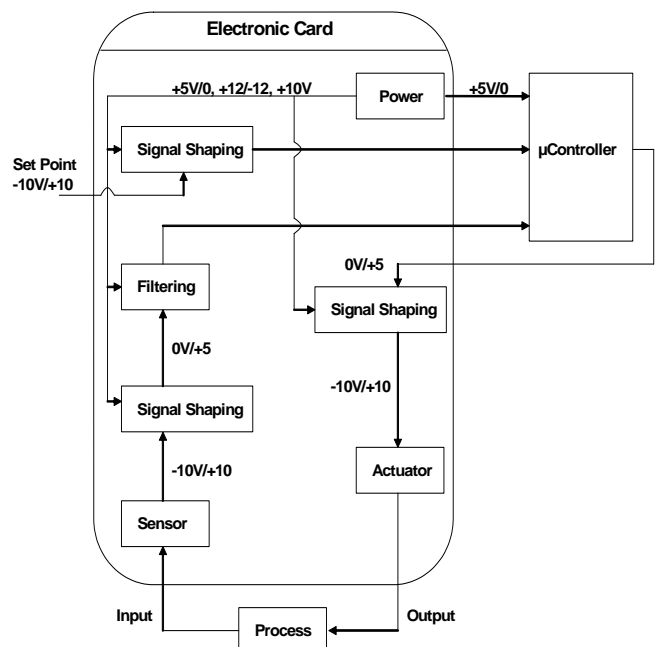 Electronic Card
+5V/0, +12/-12, +10V
Power
+5V/0
Signal Shaping
µController
Set Point
-10V/+10
0V/+5
Filtering
Signal Shaping
0V/+5
-10V/+10
Signal Shaping
-10V/+10
Actuator
Sensor
Input
Output
Process